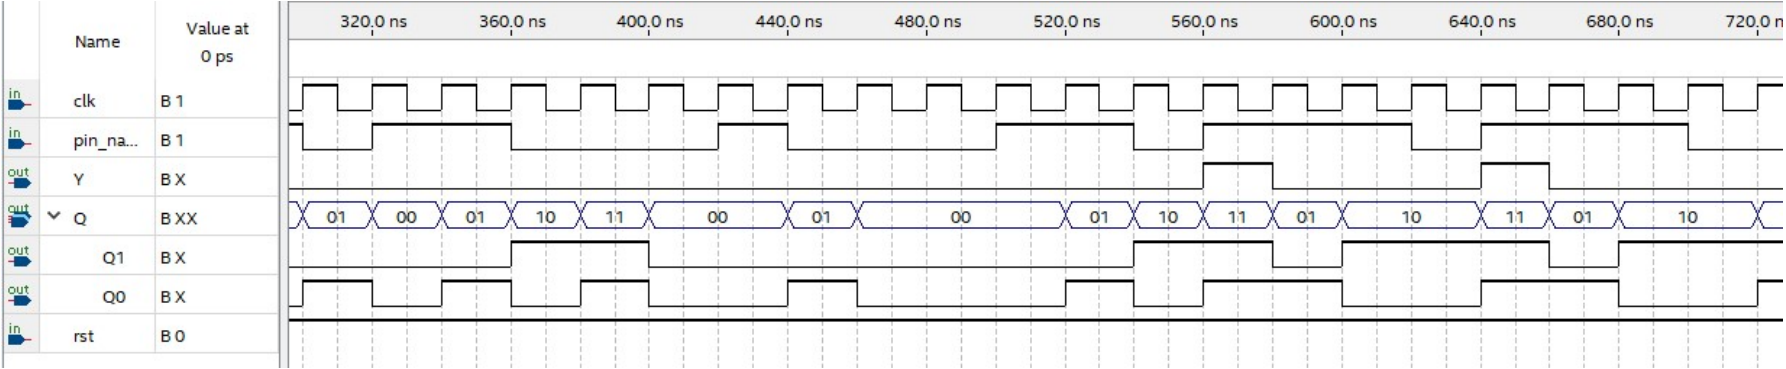 Name
Value at
0 ps
320.0 ns 360.0 ns 400.0 ns 440.0 ns 480.0 ns 520.0 ns 560.0 ns 600.0 ns 640.0 ns 680.0 ns 720.0 n
in clk B 1
in pin_na... B 1
out Y B X
out Q B XX 01 00 01 10 11 00 01 00 01 10 11 01 10 11 01 10
out Q1 B X
out Q0 B X
in rst B 0